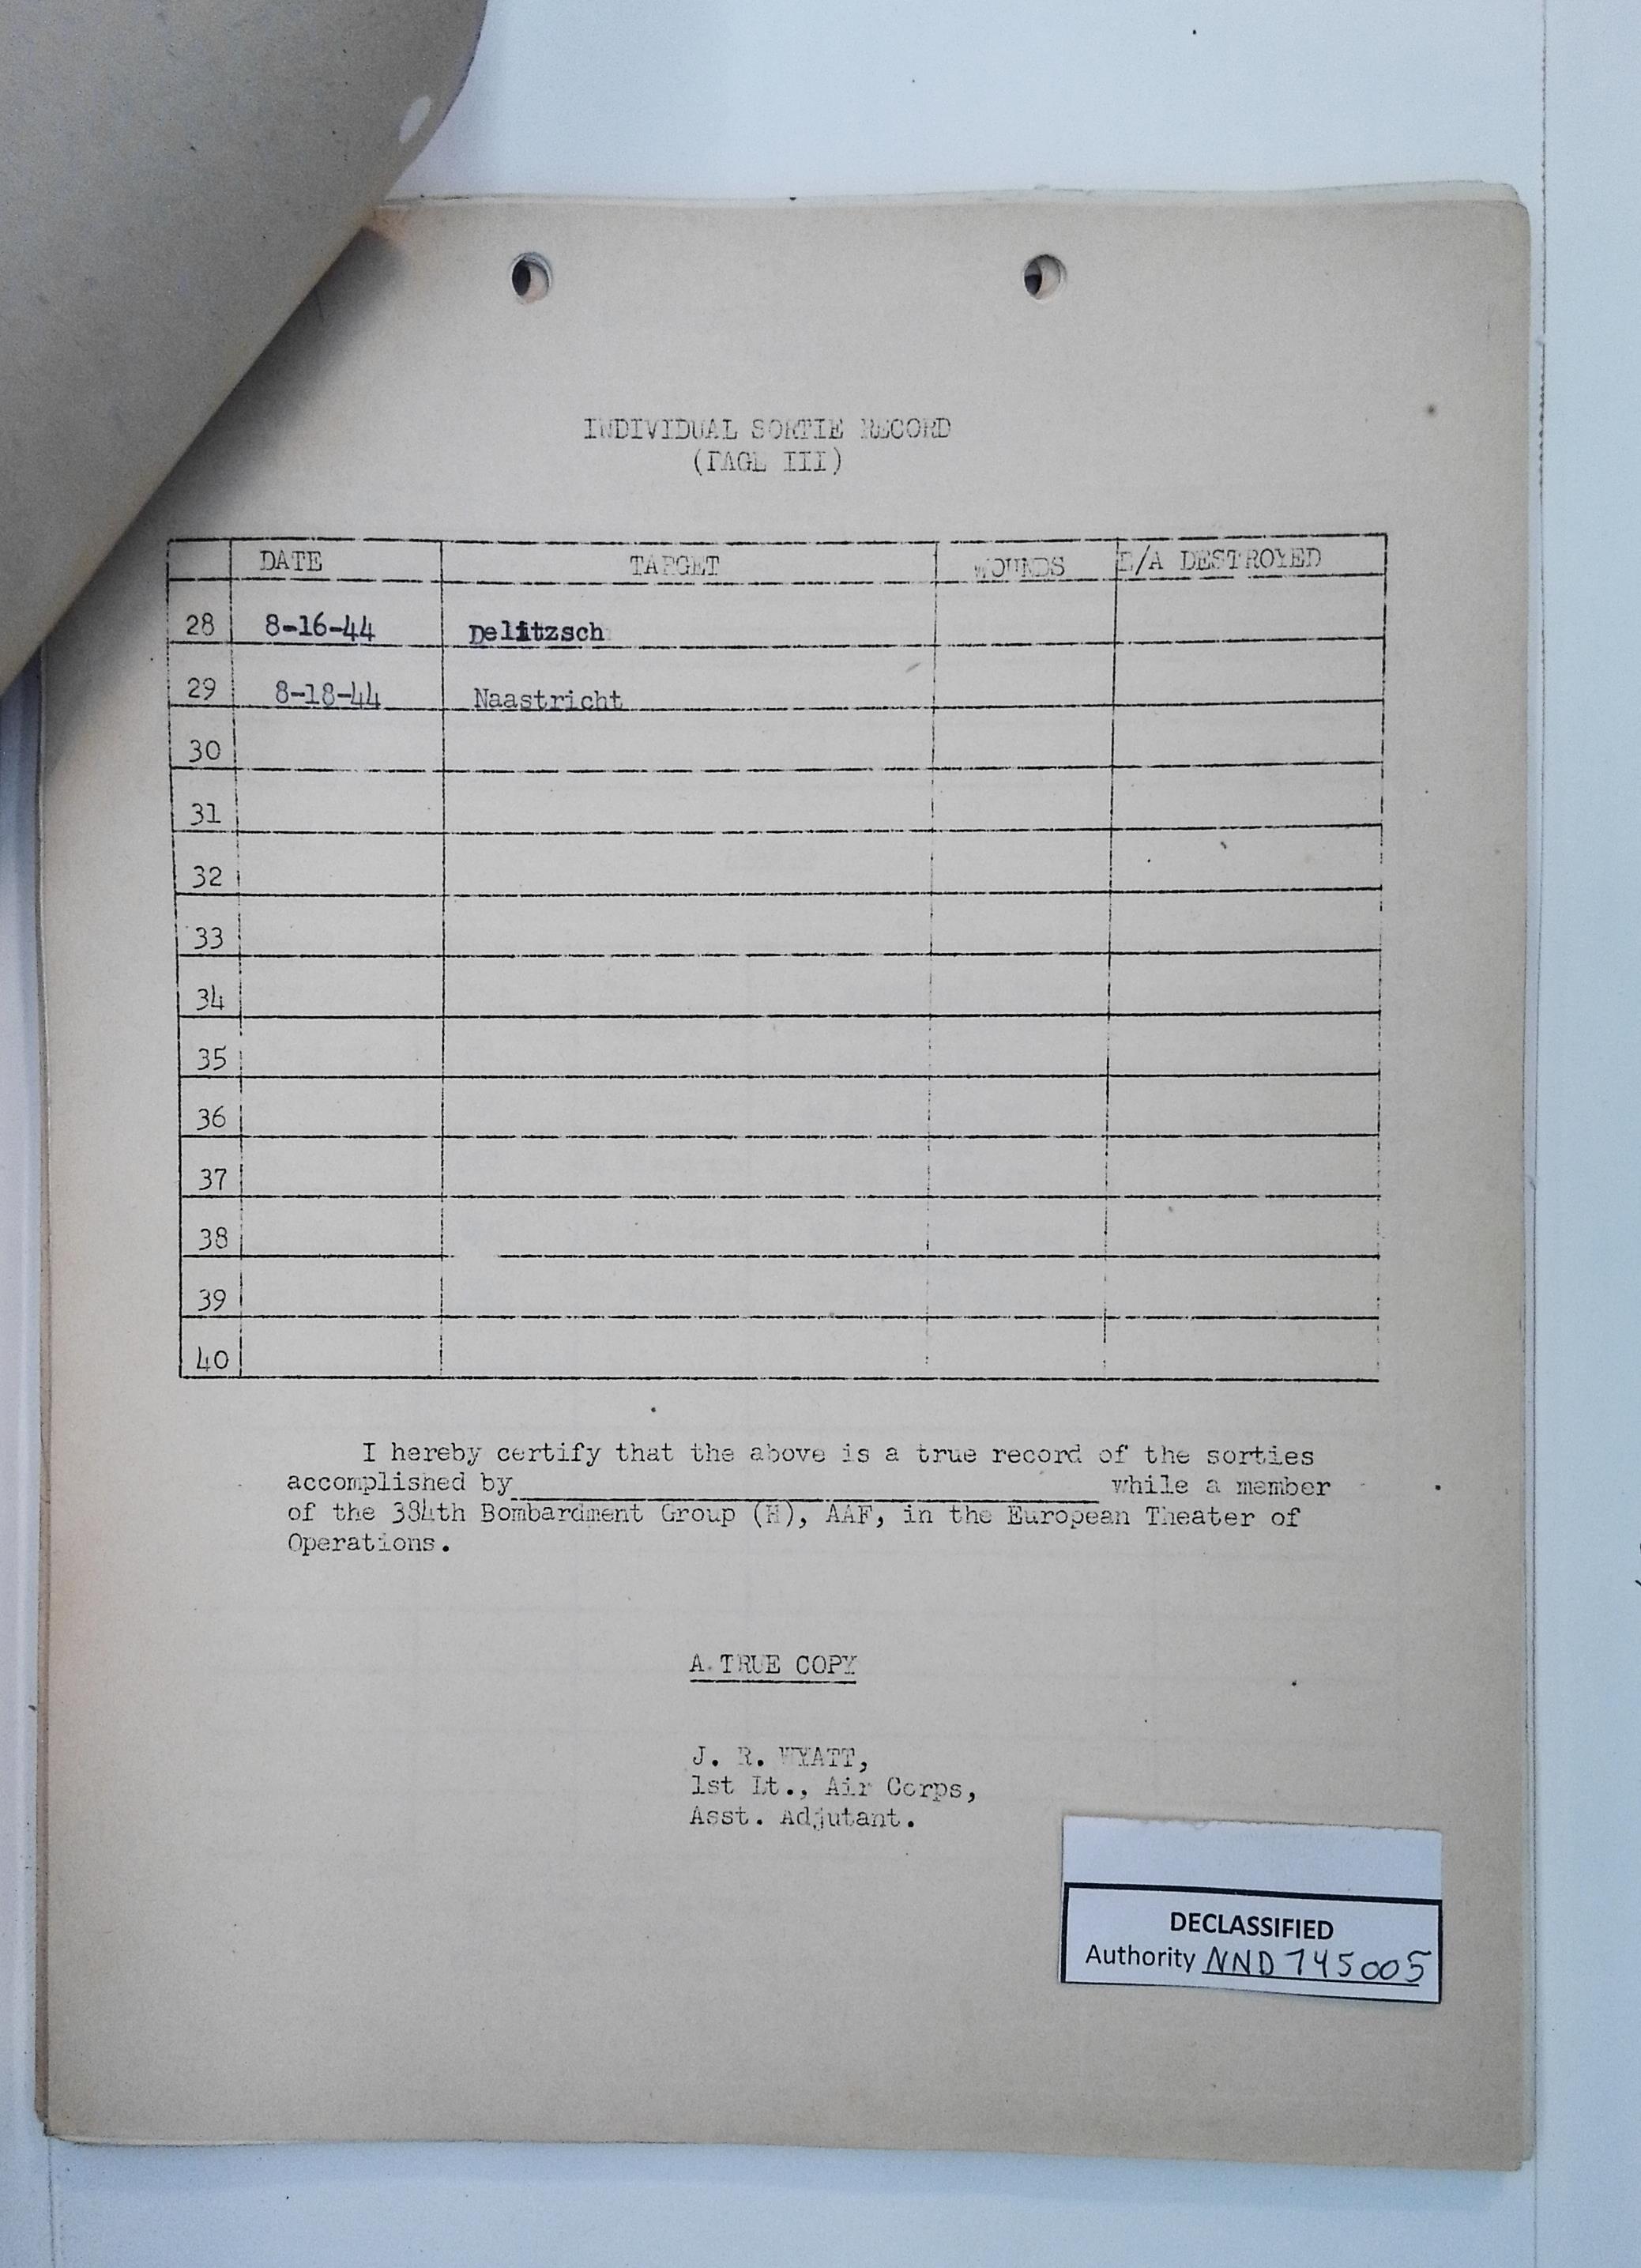 INDIVIDUAL SORTIE RECORD
(PAGE III)
DATE TARGET WOUNDS E/A DESTROYED
28 8-16-44 Delitzsch
29 8-18-44 Naastricht
30
31
32
33
34
35
36
37
38
39
40
I hereby certify that the above is a true record of the sorties
accomplished by while a member
of the 384th Bombardment Group (H), AAF, in the European Theater of
Operations.
A TRUE COPY
J. R. WYATT,
1st Lt., Air Corps,
Asst. Adjutant.
DECLASSIFIED
Authority NND 745005